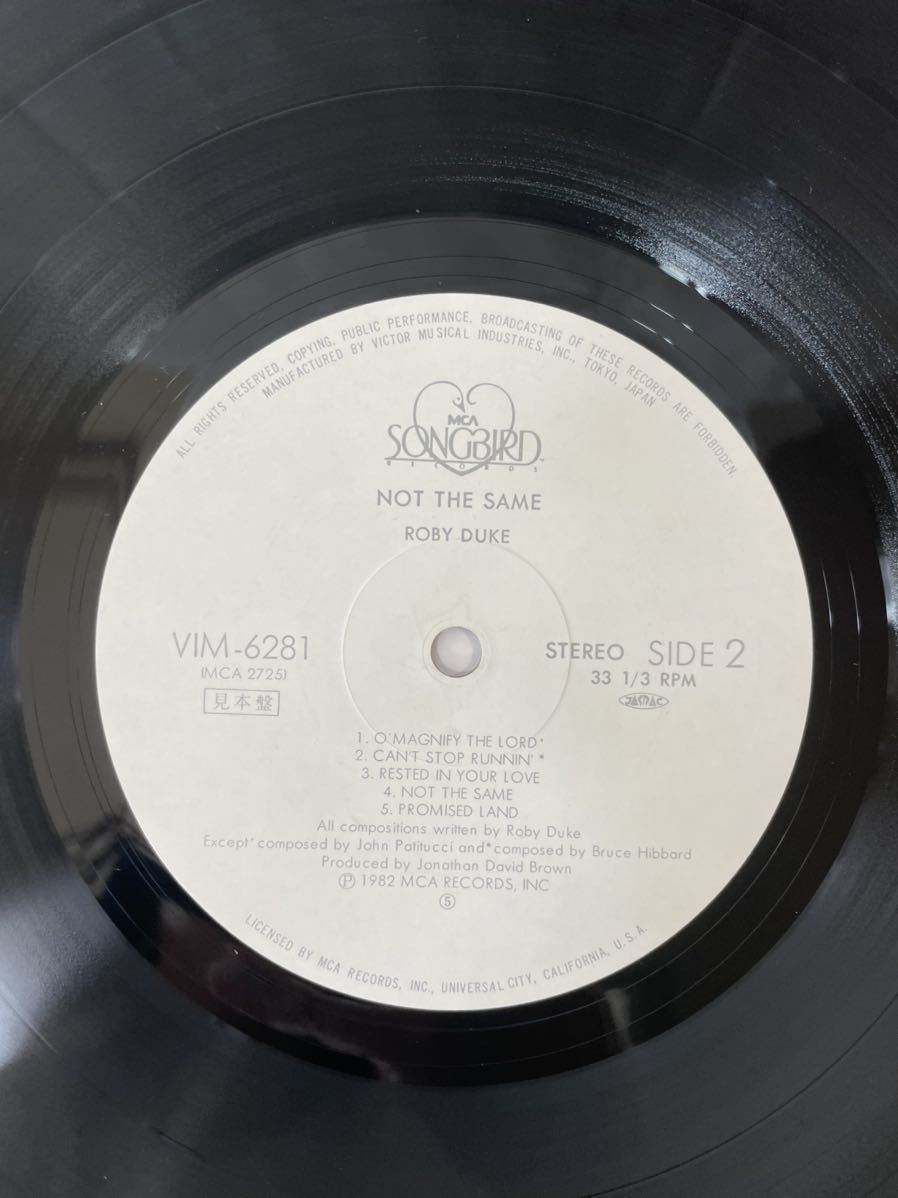 ALL RIGHTS RESERVED, COPYING, PUBLIC PERFORMANCE, BROADCASTING OF THESE RECORDS ARE FORBIDDEN.
MANUFACTURED BY VICTOR MUSICAL INDUSTRIES, INC., TOKYO, JAPAN
MCA
SONGBIRD
RECORDS
NOT THE SAME
ROBY DUKE
VIM-6281
(MCA 2725)
見本盤
STEREO SIDE 2
33 1/3 RPM
JASRAC
1. O'MAGNIFY THE LORD*
2. CAN'T STOP RUNNIN'*
3. RESTED IN YOUR LOVE
4. NOT THE SAME
5. PROMISED LAND
All compositions written by Roby Duke
Except*composed by John Patitucci and*composed by Bruce Hibbard
Produced by Jonathan David Brown
Ⓟ 1982 MCA RECORDS, INC
⑤
LICENSED BY MCA RECORDS, INC., UNIVERSAL CITY, CALIFORNIA, U.S.A.